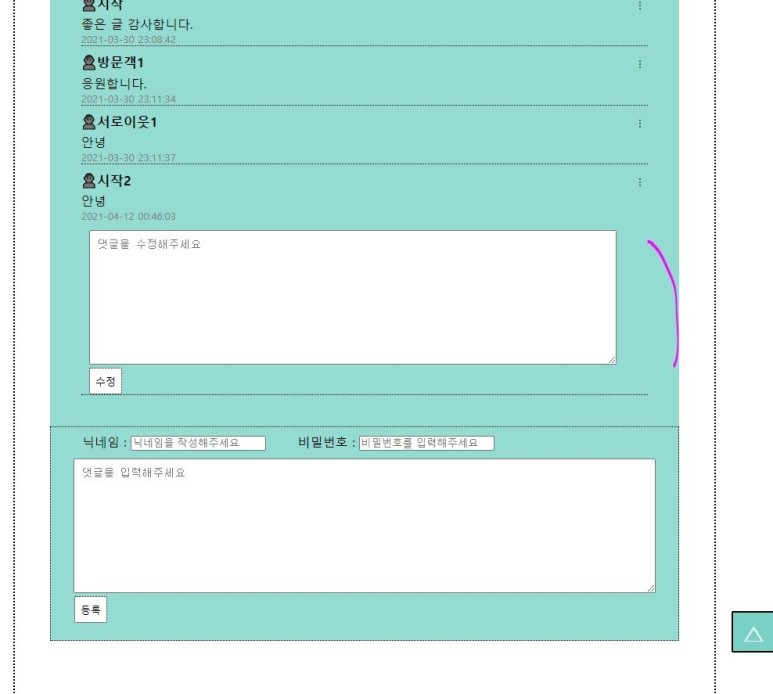 시작
좋은 글 감사합니다.
2021-03-30 23:08:42
방문객1
응원합니다.
2021-03-30 23:11:34
서로이웃1
안녕
2021-03-30 23:11:37
시작2
안녕
2021-04-12 00:46:03
댓글을 수정해주세요
수정
닉네임 : 닉네임을 작성해주세요 비밀번호 : 비밀번호를 입력해주세요
댓글을 입력해주세요
등록